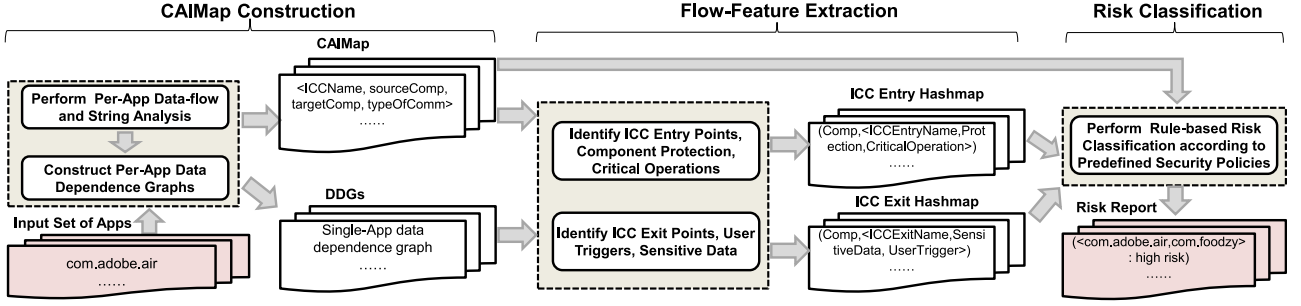 CAIMap Construction
Flow-Feature Extraction
Risk Classification
CAIMap
<ICCName, sourceComp,
targetComp, typeOfComm>
......
Perform Per-App Data-flow
and String Analysis
Construct Per-App Data
Dependence Graphs
Input Set of Apps
com.adobe.air
......
DDGs
Single-App data
dependence graph
......
Identify ICC Entry Points,
Component Protection,
Critical Operations
Identify ICC Exit Points, User
Triggers, Sensitive Data
ICC Entry Hashmap
(Comp,<ICCEntryName,Prot
ection,CriticalOperation>)
......
ICC Exit Hashmap
(Comp,<ICCExitName,Sensi
tiveData, UserTrigger>)
......
Perform Rule-based Risk
Classification according to
Predefined Security Policies
Risk Report
(<com.adobe.air,com.foodzy>
: high risk)
......